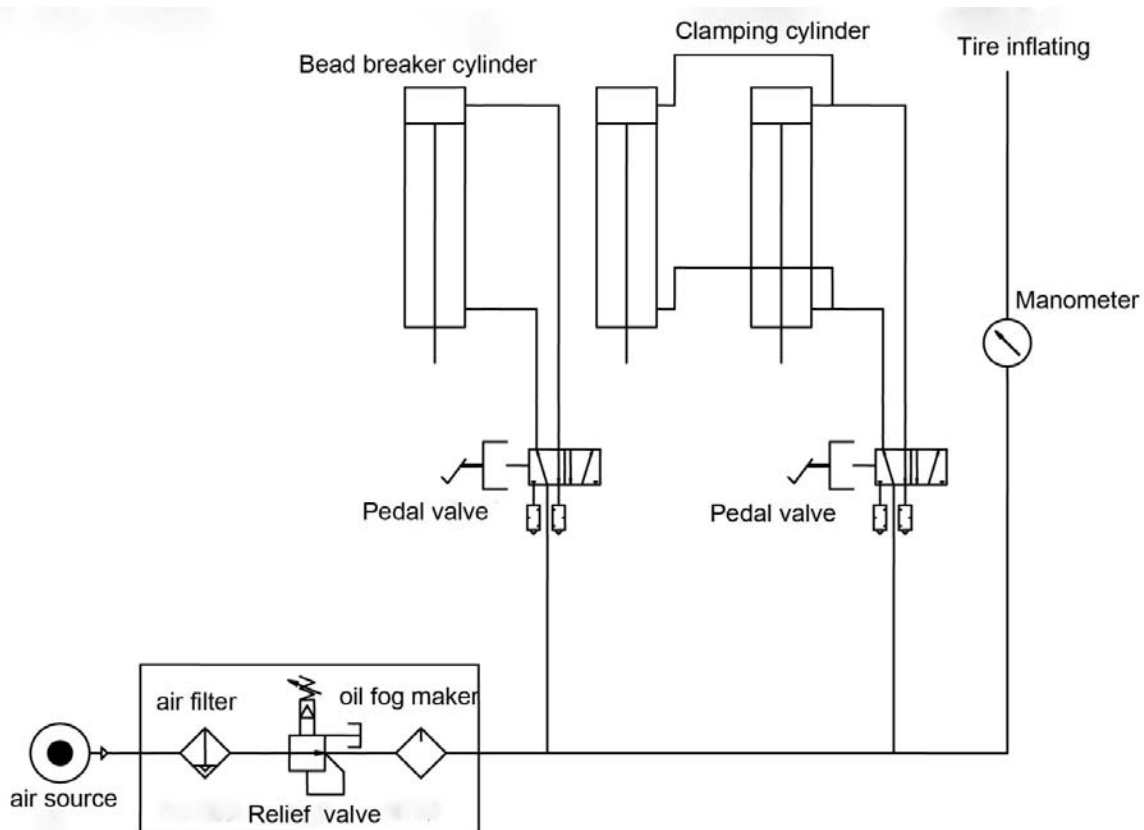 Clamping cylinder
Tire inflating
Bead breaker cylinder
Manometer
Pedal valve
Pedal valve
air filter
oil fog maker
air source
Relief valve